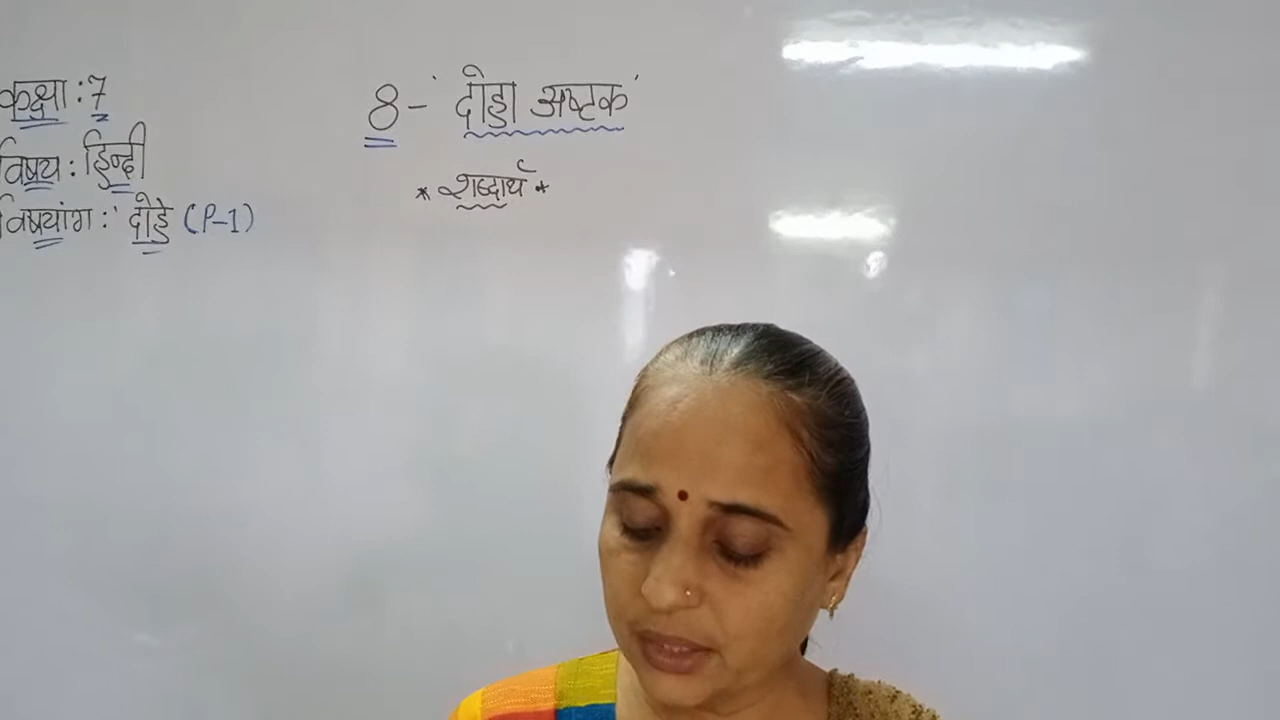 कक्षा : 7
विषय : हिन्दी
विषयांग : ' दोहे (P-1)
8 - ' दोहा अष्टक '
* शब्दार्थ *